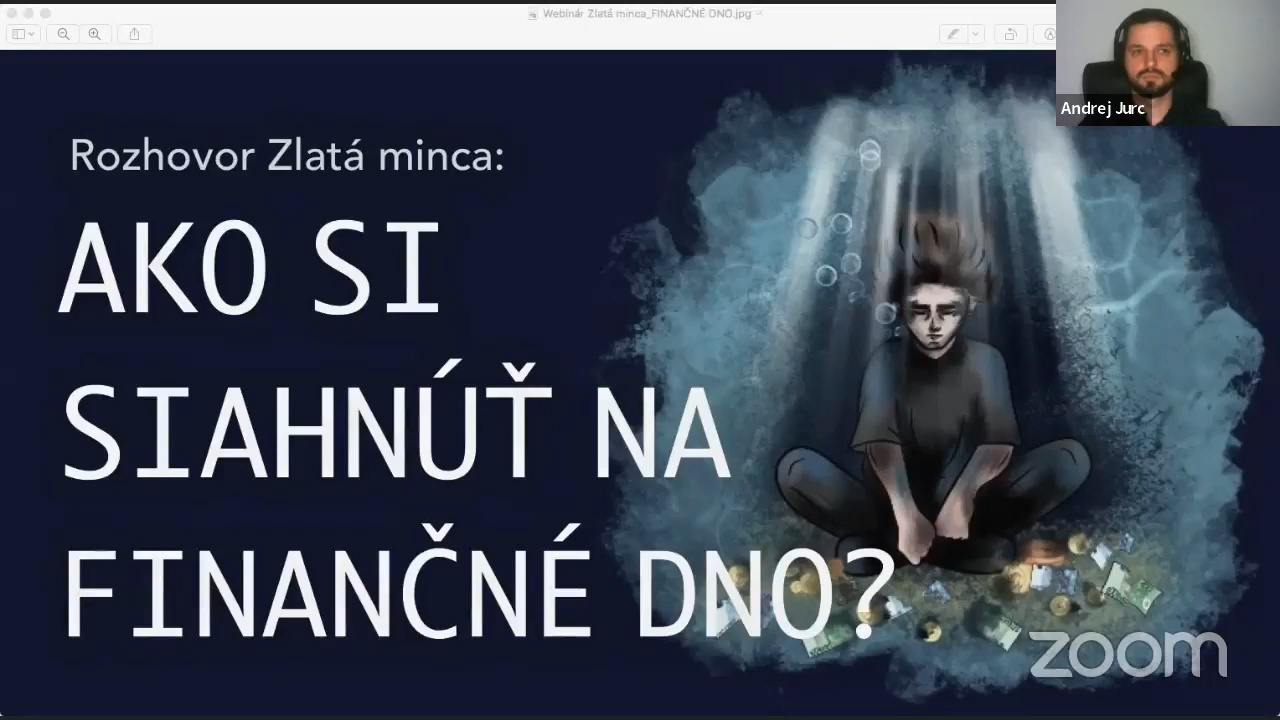 Webinár Zlatá minca_FINANČNÉ DNO.jpg
Andrej Jurc
Rozhovor Zlatá minca:
AKO SI
SIAHNÚŤ NA
FINANČNÉ DNO?
zoom